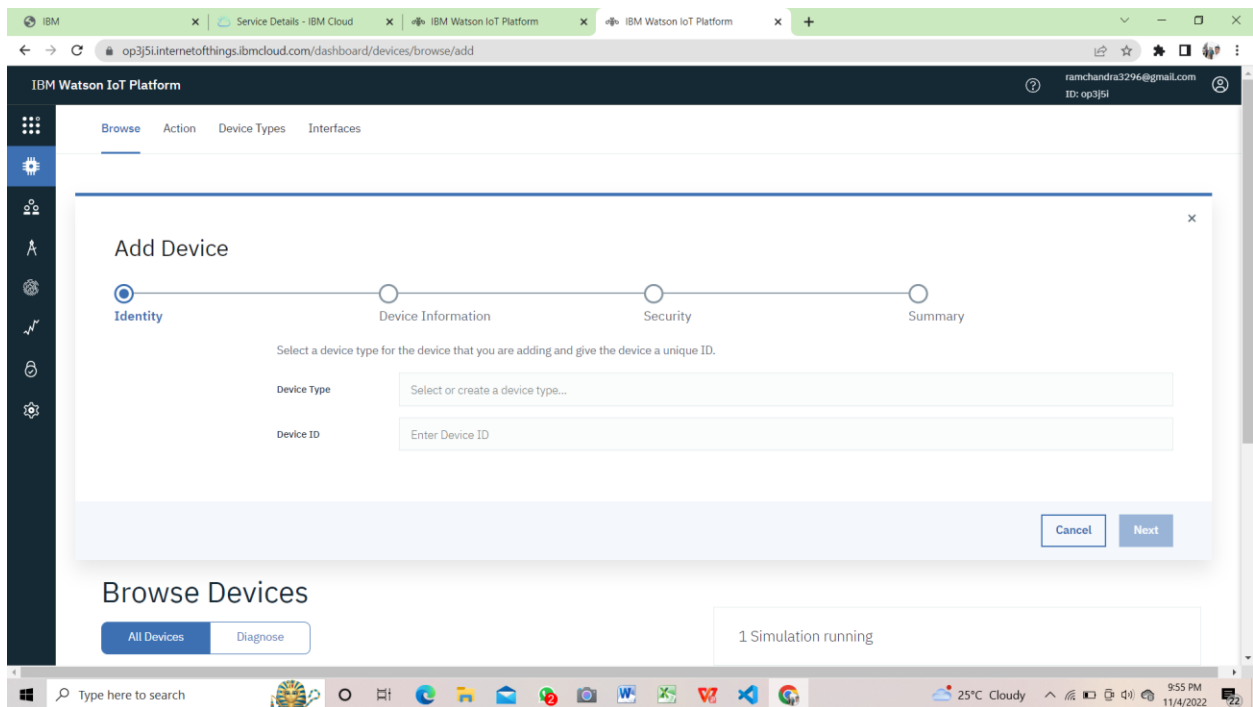 IBM
Service Details - IBM Cloud
IBM Watson IoT Platform
IBM Watson IoT Platform
op3j5i.internetofthings.ibmcloud.com/dashboard/devices/browse/add
IBM Watson IoT Platform
ramchandra3296@gmail.com
ID: op3j5i
Browse Action Device Types Interfaces
Add Device
Identity Device Information Security Summary
Select a device type for the device that you are adding and give the device a unique ID.
Device Type Select or create a device type...
Device ID Enter Device ID
Cancel Next
Browse Devices
All Devices Diagnose
1 Simulation running
Type here to search
25°C Cloudy
9:55 PM
11/4/2022
22